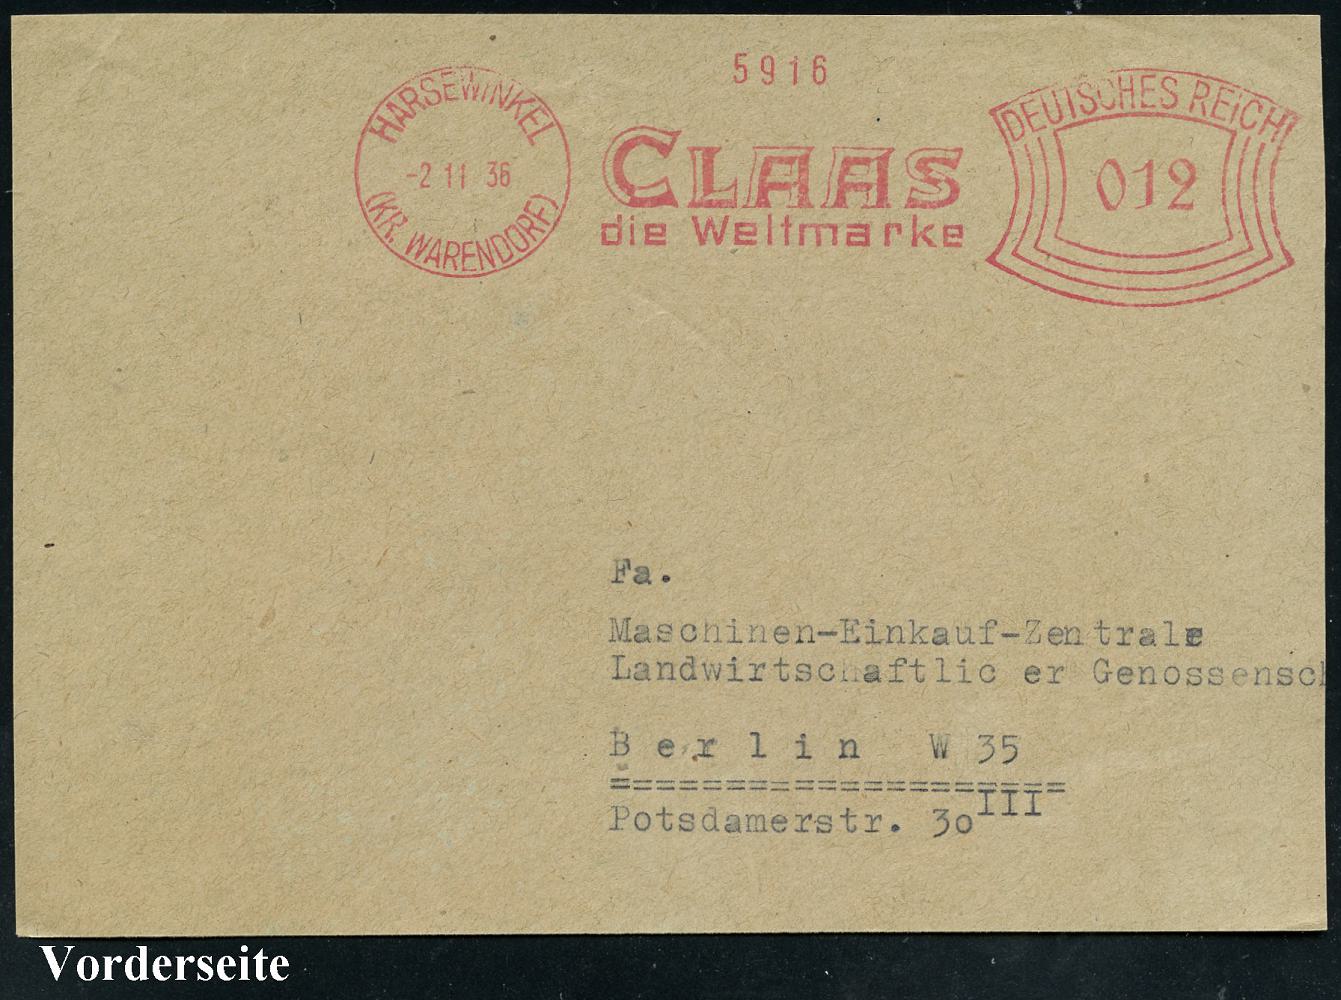 5916
HARSEWINKEL
-2 11 36
(KR. WARENDORF)
CLAAS
die Weltmarke
DEUTSCHES REICH
012
Fa.
Maschinen-Einkauf-Zentrale
Landwirtschaftlic er Genossensch
Berlin W 35
=====================
Potsdamerstr. 30 III
Vorderseite